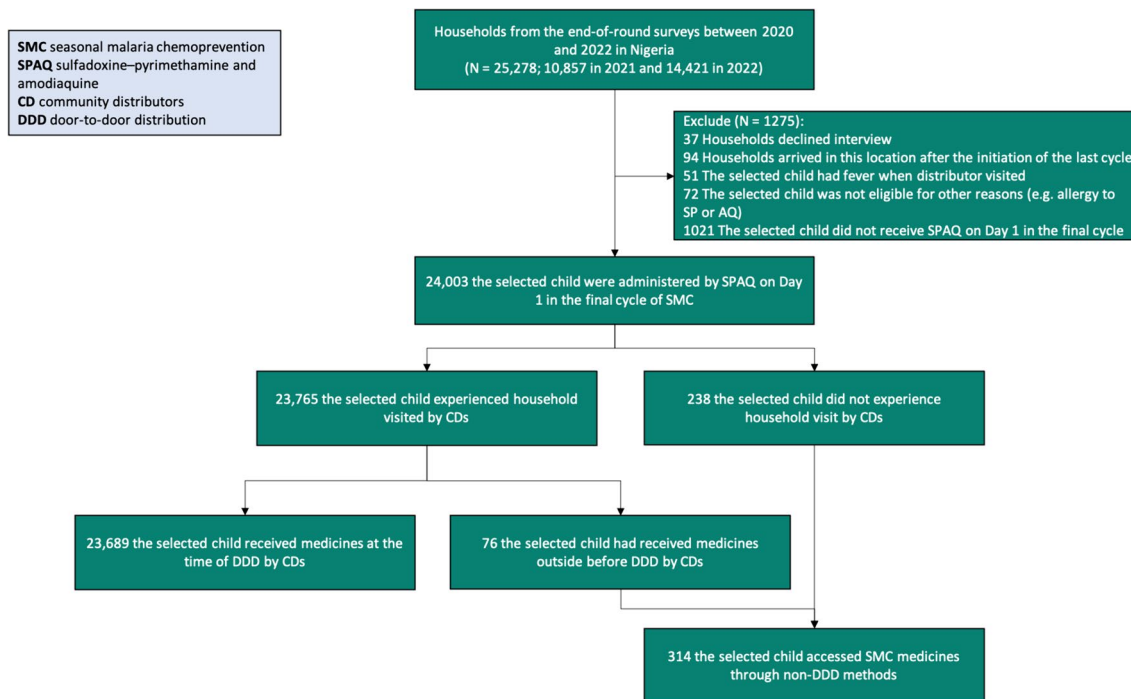 SMC seasonal malaria chemoprevention
SPAQ sulfadoxine–pyrimethamine and
amodiaquine
CD community distributors
DDD door-to-door distribution
Households from the end-of-round surveys between 2020
and 2022 in Nigeria
(N = 25,278; 10,857 in 2021 and 14,421 in 2022)
Exclude (N = 1275):
37 Households declined interview
94 Households arrived in this location after the initiation of the last cycle
51 The selected child had fever when distributor visited
72 The selected child was not eligible for other reasons (e.g. allergy to
SP or AQ)
1021 The selected child did not receive SPAQ on Day 1 in the final cycle
24,003 the selected child were administered by SPAQ on Day
1 in the final cycle of SMC
23,765 the selected child experienced household
visited by CDs
238 the selected child did not experience
household visit by CDs
23,689 the selected child received medicines at the
time of DDD by CDs
76 the selected child had received medicines
outside before DDD by CDs
314 the selected child accessed SMC medicines
through non-DDD methods